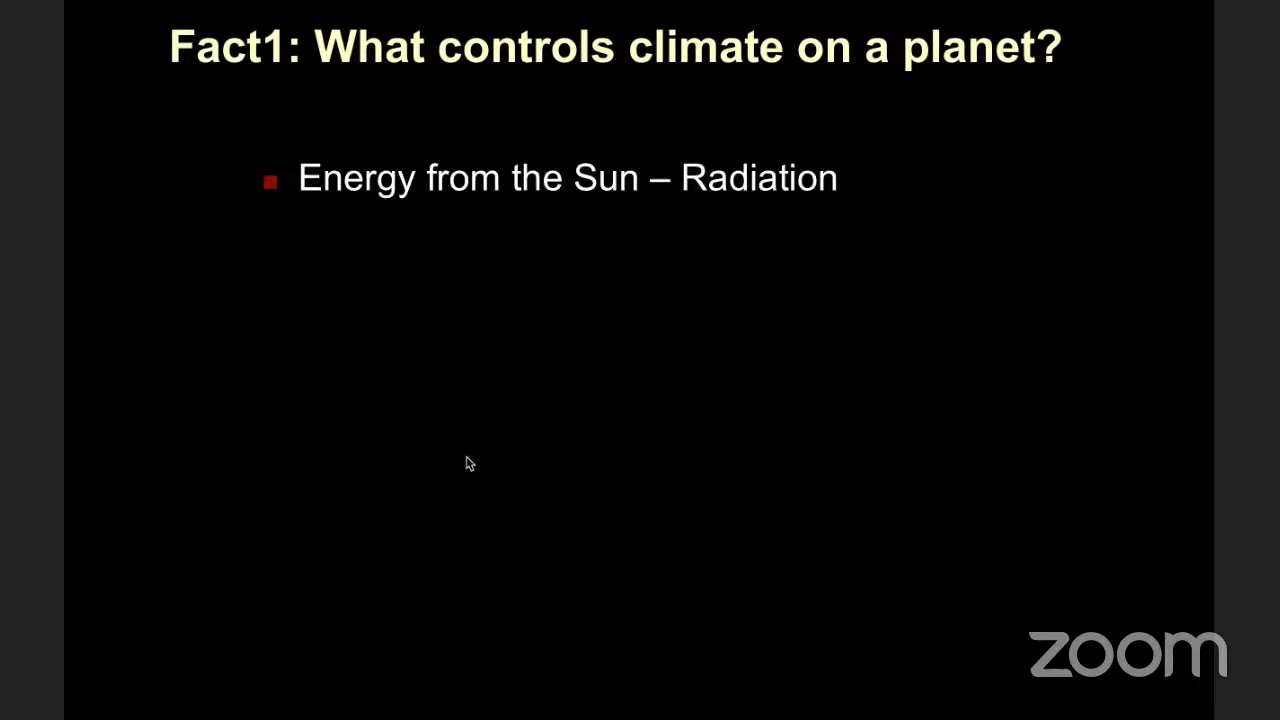 Fact1: What controls climate on a planet?
Energy from the Sun – Radiation
zoom